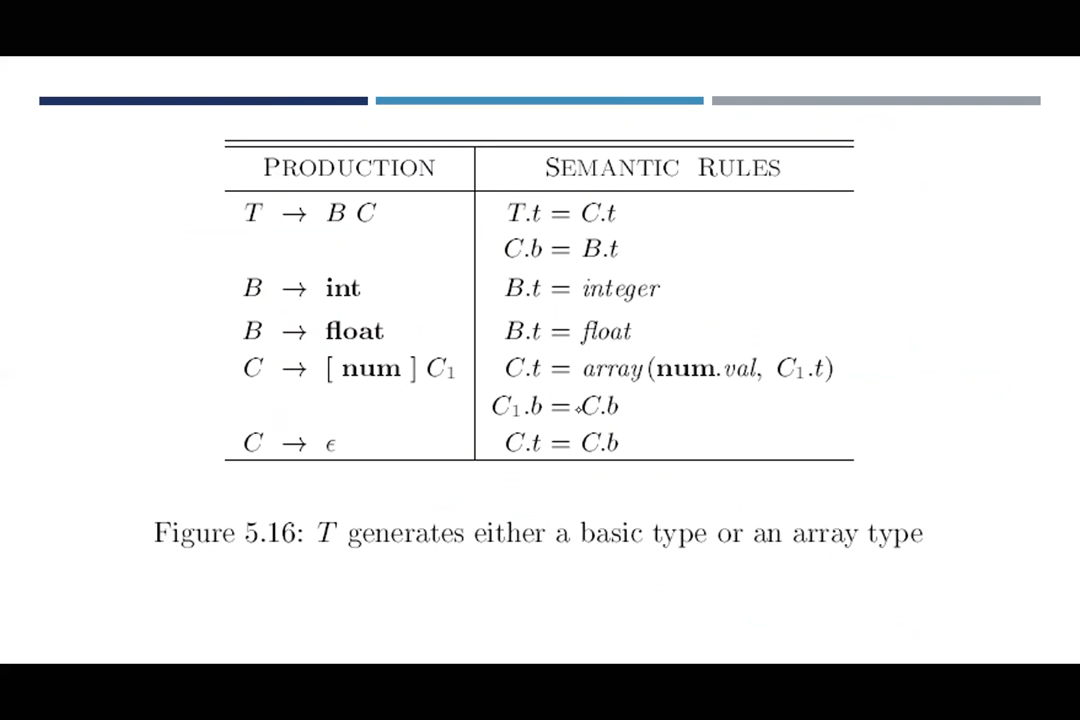 PRODUCTION SEMANTIC RULES
T → B C T.t = C.t
C.b = B.t
B → int B.t = integer
B → float B.t = float
C → [ num ] C₁ C.t = array(num.val, C₁.t)
C₁.b = C.b
C → ϵ C.t = C.b
Figure 5.16: T generates either a basic type or an array type